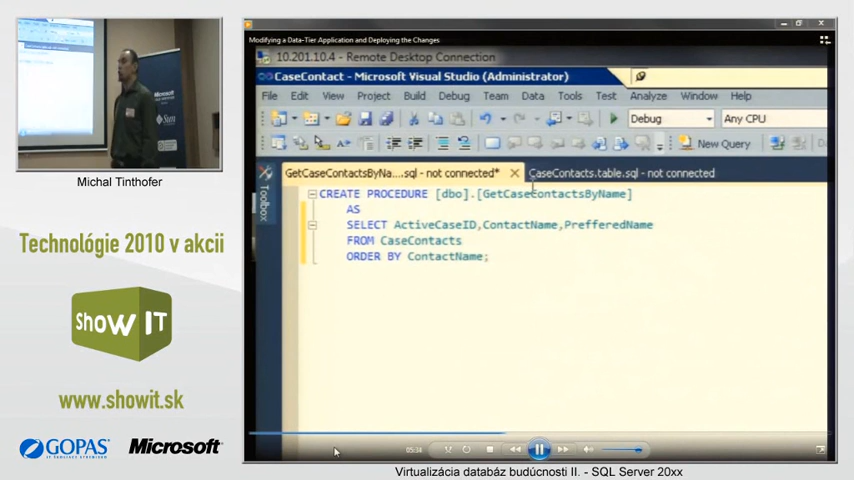 Modifying a Data-Tier Application and Deploying the Changes
10.201.10.4 - Remote Desktop Connection
CaseContact - Microsoft Visual Studio (Administrator)
File Edit View Project Build Debug Team Data Tools Test Analyze Window Help
Debug Any CPU
New Query
GetCaseContactsByNa....sql - not connected* CaseContacts.table.sql - not connected
Toolbox
CREATE PROCEDURE [dbo].[GetCaseContactsByName]
AS
SELECT ActiveCaseID,ContactName,PrefferedName
FROM CaseContacts
ORDER BY ContactName;
05:34
Microsoft
Sun
Michal Tinthofer
Technológie 2010 v akcii
Show IT
www.showit.sk
GOPAS
Microsoft
Virtualizácia databáz budúcnosti II. - SQL Server 20xx